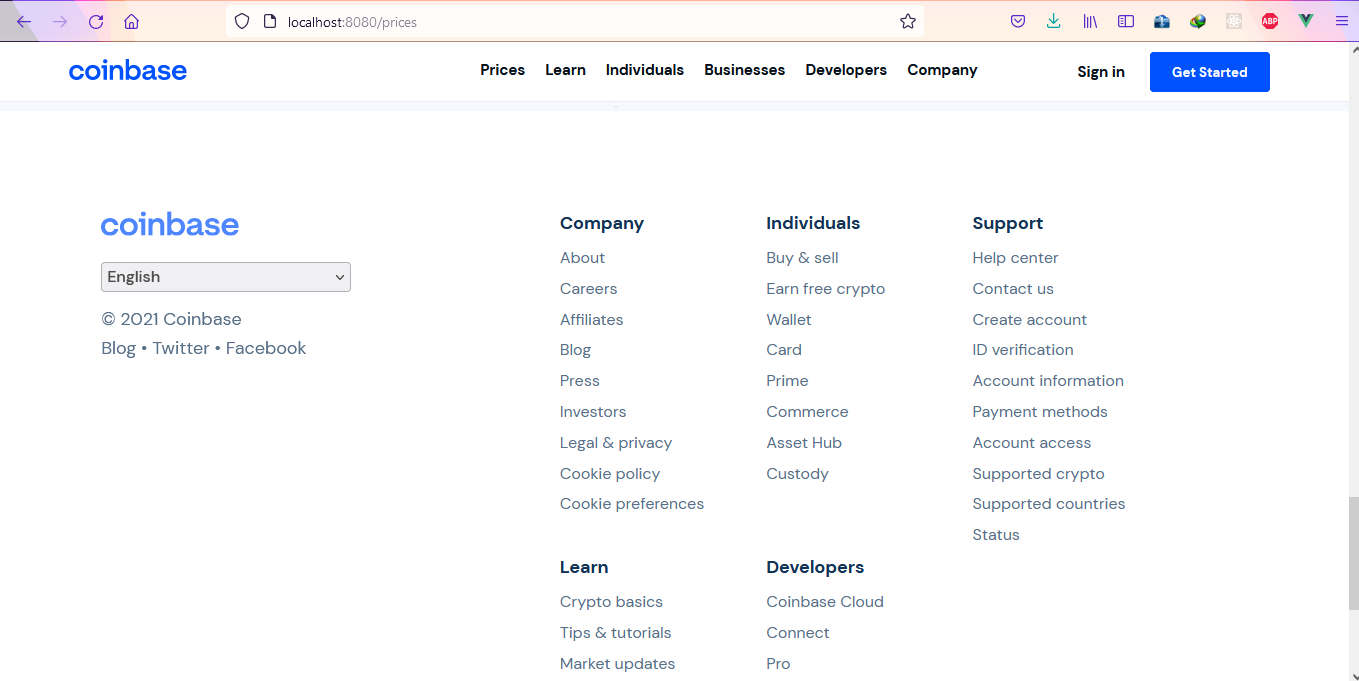 localhost:8080/prices
ABP
coinbase
Prices Learn Individuals Businesses Developers Company
Sign in
Get Started
coinbase
English
© 2021 Coinbase
Blog • Twitter • Facebook
Company
About
Careers
Affiliates
Blog
Press
Investors
Legal & privacy
Cookie policy
Cookie preferences
Individuals
Buy & sell
Earn free crypto
Wallet
Card
Prime
Commerce
Asset Hub
Custody
Support
Help center
Contact us
Create account
ID verification
Account information
Payment methods
Account access
Supported crypto
Supported countries
Status
Learn
Crypto basics
Tips & tutorials
Market updates
Developers
Coinbase Cloud
Connect
Pro